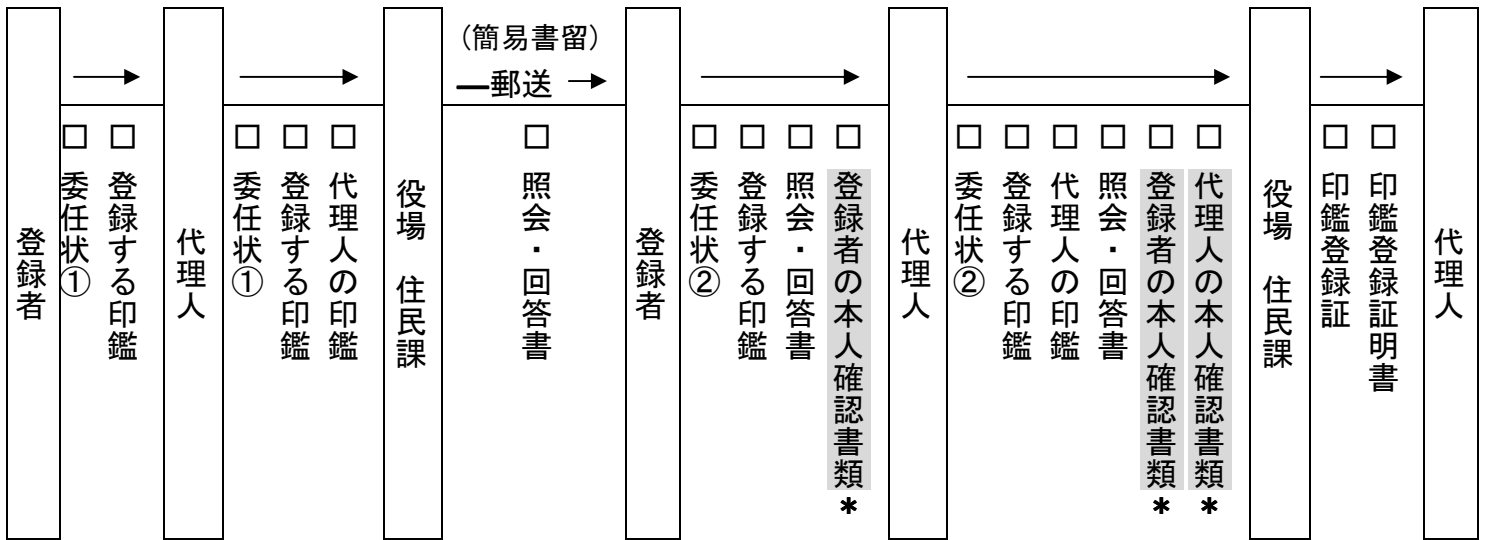 登録者
□ 委任状①
□ 登録する印鑑
代理人
□ 委任状①
□ 登録する印鑑
□ 代理人の印鑑
役場 住民課
（簡易書留）
郵送
□ 照会・回答書
登録者
□ 委任状②
□ 登録する印鑑
□ 照会・回答書
□ 登録者の本人確認書類*
代理人
□ 委任状②
□ 登録する印鑑
□ 代理人の印鑑
□ 照会・回答書
□ 登録者の本人確認書類*
□ 代理人の本人確認書類*
役場 住民課
□ 印鑑登録証
□ 印鑑登録証明書
代理人